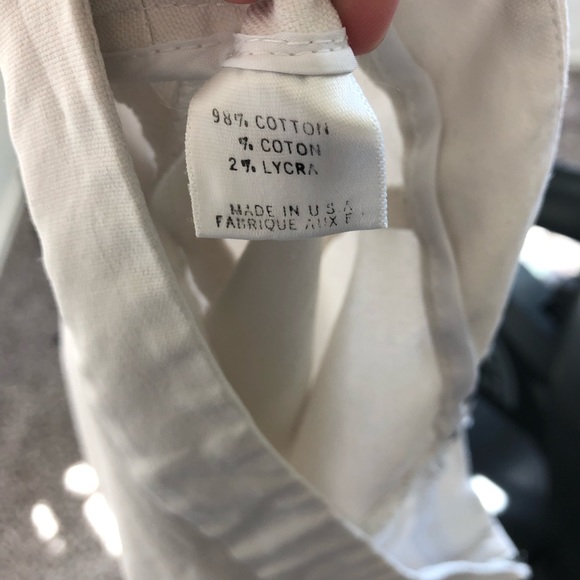 98% COTTON
% COTON
2% LYCRA
MADE IN U S A
FABRIQUE AUX E